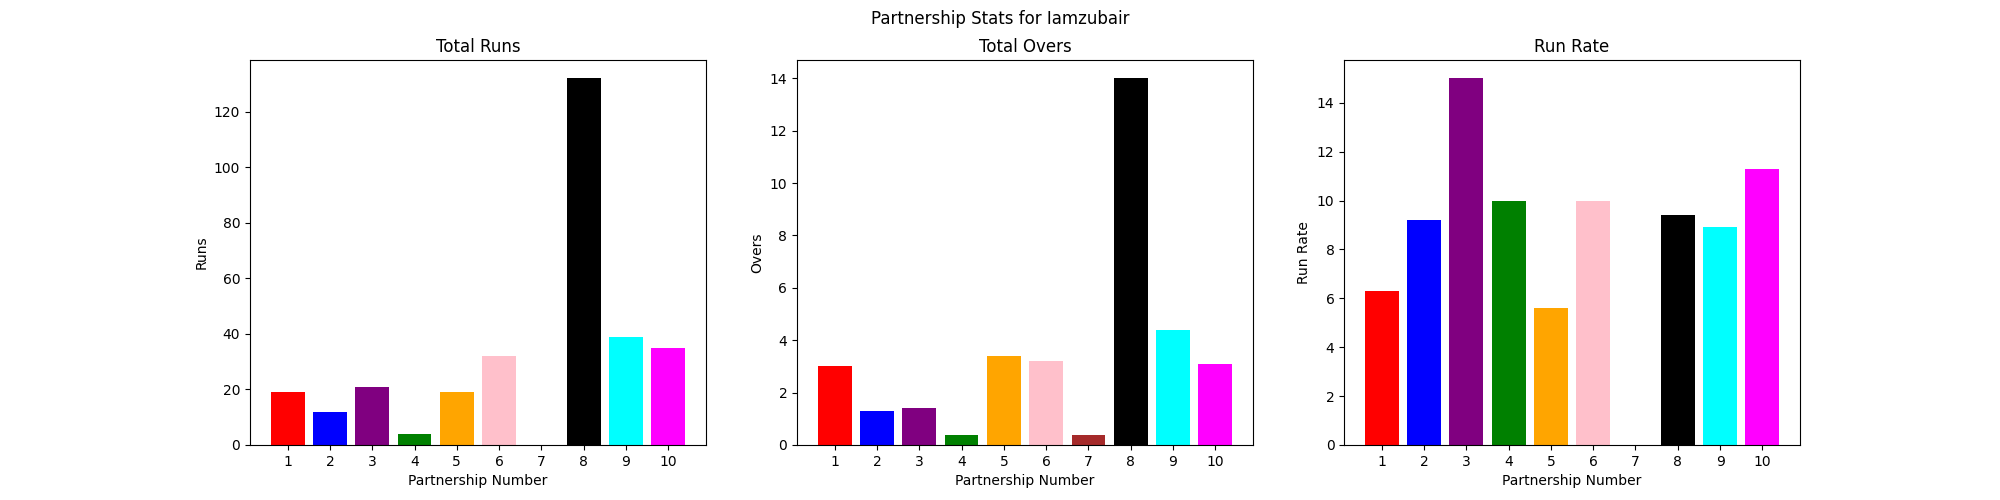 Partnership Stats for Iamzubair
Total Runs
Runs
120
100
80
60
40
20
0
1 2 3 4 5 6 7 8 9 10
Partnership Number
Total Overs
Overs
14
12
10
8
6
4
2
0
1 2 3 4 5 6 7 8 9 10
Partnership Number
Run Rate
Run Rate
14
12
10
8
6
4
2
0
1 2 3 4 5 6 7 8 9 10
Partnership Number